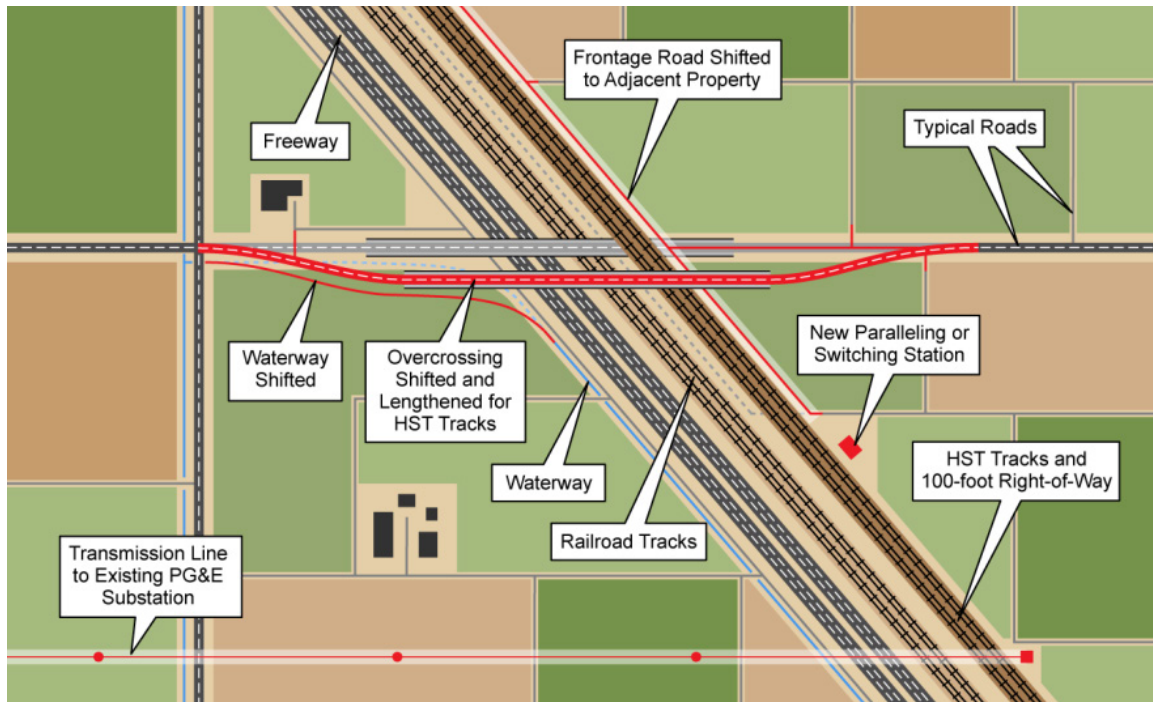 Frontage Road Shifted
to Adjacent Property
Freeway
Typical Roads
New Paralleling or
Switching Station
Waterway
Shifted
Overcrossing
Shifted and
Lengthened for
HST Tracks
HST Tracks and
100-foot Right-of-Way
Waterway
Railroad Tracks
Transmission Line
to Existing PG&E
Substation